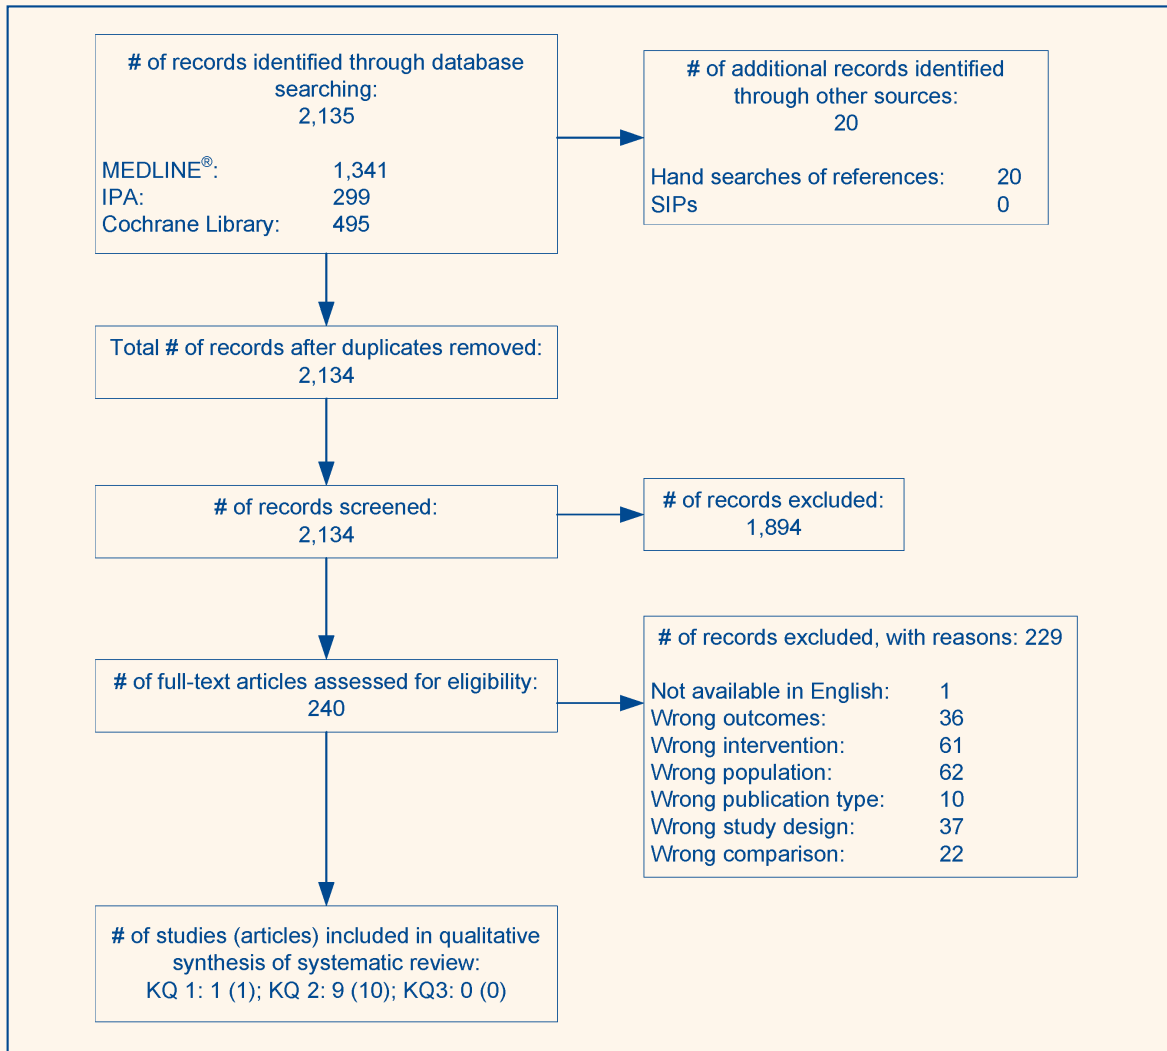 # of records identified through database
searching:
2,135
MEDLINE®: 1,341
IPA: 299
Cochrane Library: 495
# of additional records identified
through other sources:
20
Hand searches of references: 20
SIPs 0
Total # of records after duplicates removed:
2,134
# of records screened:
2,134
# of records excluded:
1,894
# of full-text articles assessed for eligibility:
240
# of records excluded, with reasons: 229
Not available in English: 1
Wrong outcomes: 36
Wrong intervention: 61
Wrong population: 62
Wrong publication type: 10
Wrong study design: 37
Wrong comparison: 22
# of studies (articles) included in qualitative
synthesis of systematic review:
KQ 1: 1 (1); KQ 2: 9 (10); KQ3: 0 (0)